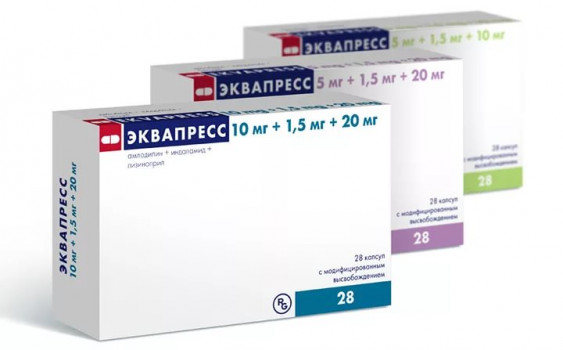 ЭКВАПРЕСС 5 мг + 1,5 мг + 10 мг
28 капсул
с модифицированным
высвобождением
28
ЭКВАПРЕСС 5 мг + 1,5 мг + 20 мг
28 капсул
с модифицированным
высвобождением
28
ЭКВАПРЕСС 10 мг + 1,5 мг + 20 мг
амлодипин + индапамид +
лизиноприл
28 капсул
с модифицированным
высвобождением
RG
28
ЭКВАПРЕСС
10 мг + 1,5 мг + 20 мг